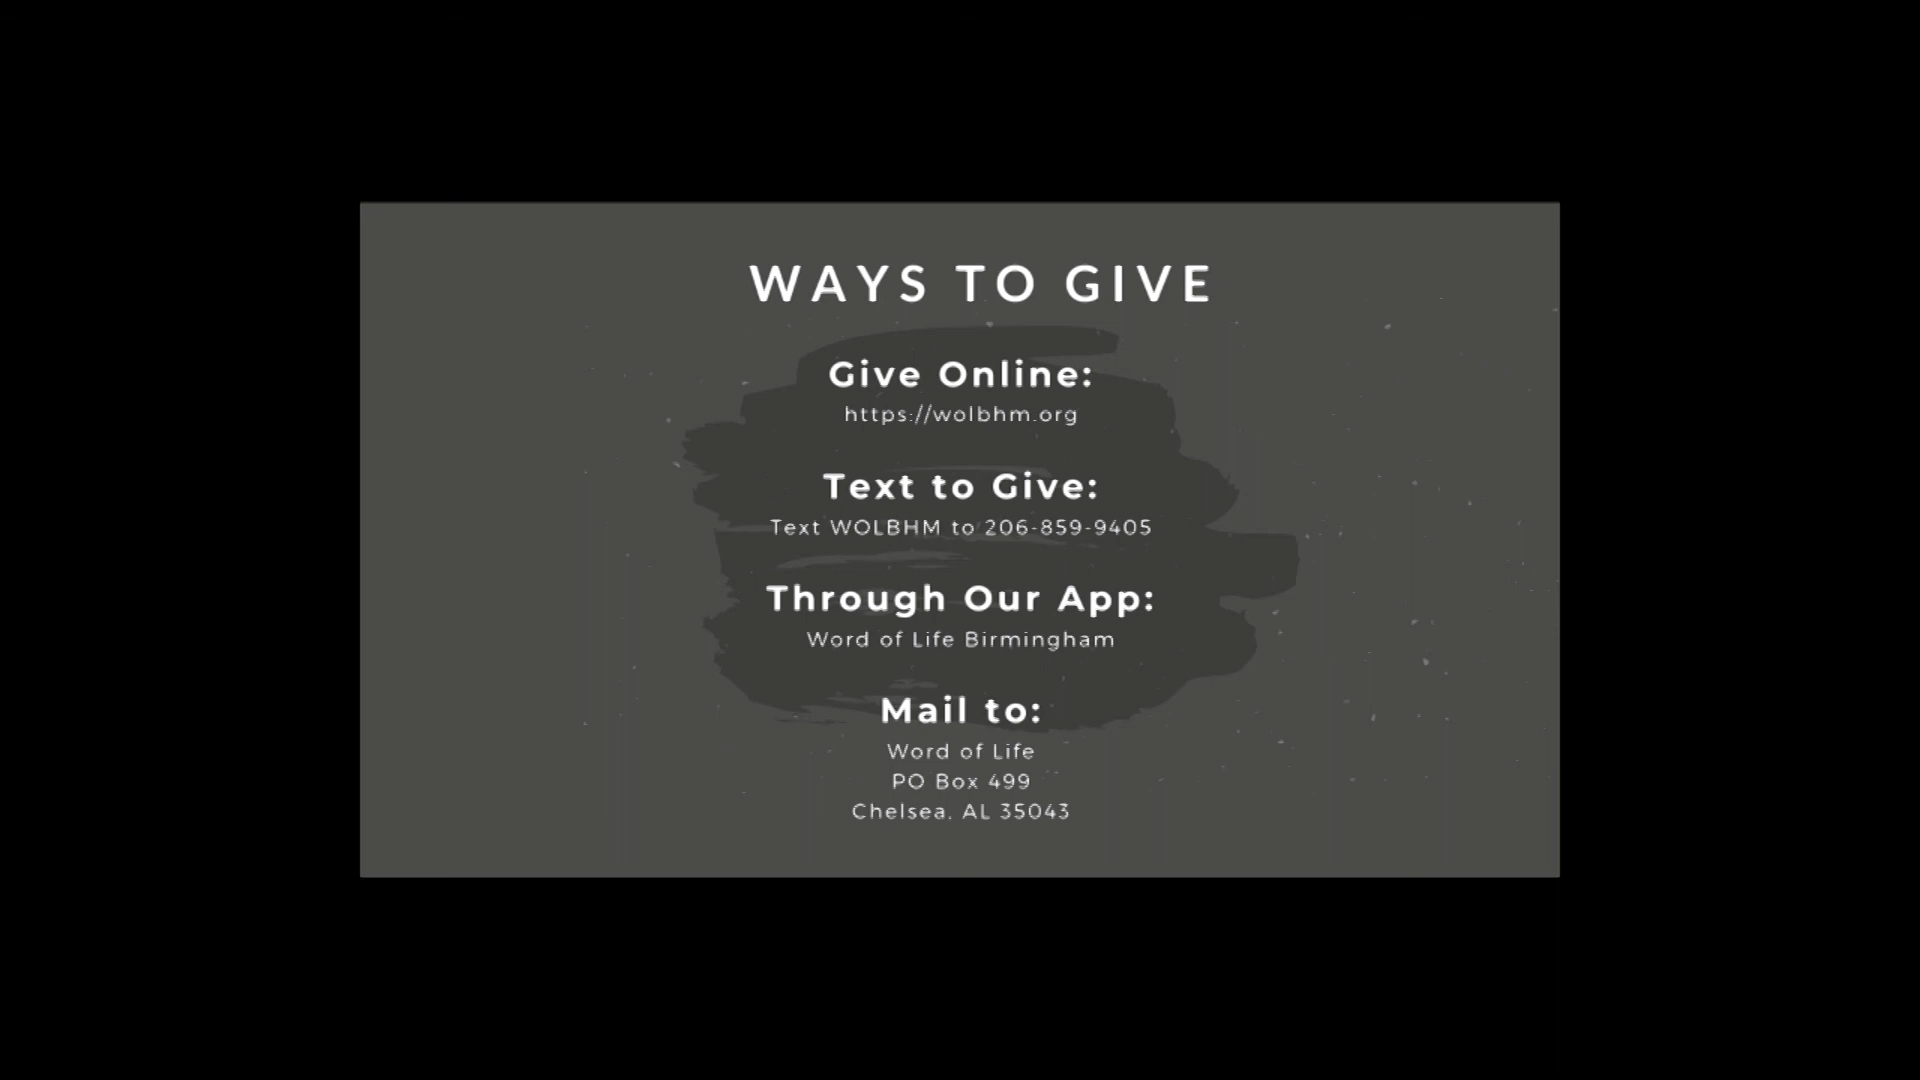 WAYS TO GIVE
Give Online:
https://wolbhm.org
Text to Give:
Text WOLBHM to 206-859-9405
Through Our App:
Word of Life Birmingham
Mail to:
Word of Life
PO Box 499
Chelsea, AL 35043